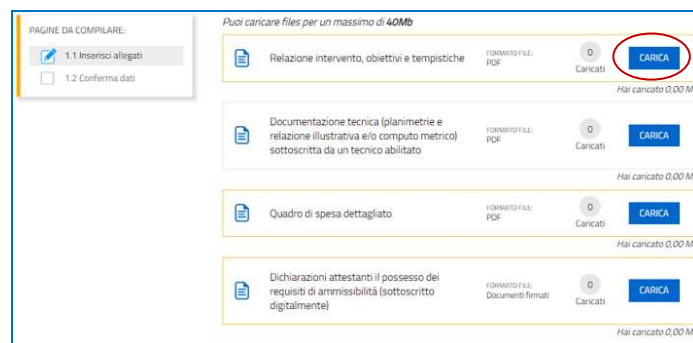 PAGINE DA COMPILARE:
1.1 Inserisci allegati
1.2 Conferma dati
Puoi caricare files per un massimo di 40Mb
Relazione intervento, obiettivi e tempistiche
FORMATO FILE:
PDF
0
Caricati
CARICA
Hai caricato 0,00 M
Documentazione tecnica (planimetrie e
relazione illustrativa e/o computo metrico)
sottoscritta da un tecnico abilitato
FORMATO FILE:
PDF
0
Caricati
CARICA
Hai caricato 0,00 M
Quadro di spesa dettagliato
FORMATO FILE:
PDF
0
Caricati
CARICA
Hai caricato 0,00 M
Dichiarazioni attestanti il possesso dei
requisiti di ammissibilità (sottoscritto
digitalmente)
FORMATO FILE:
Documenti firmati
0
Caricati
CARICA
Hai caricato 0,00 M